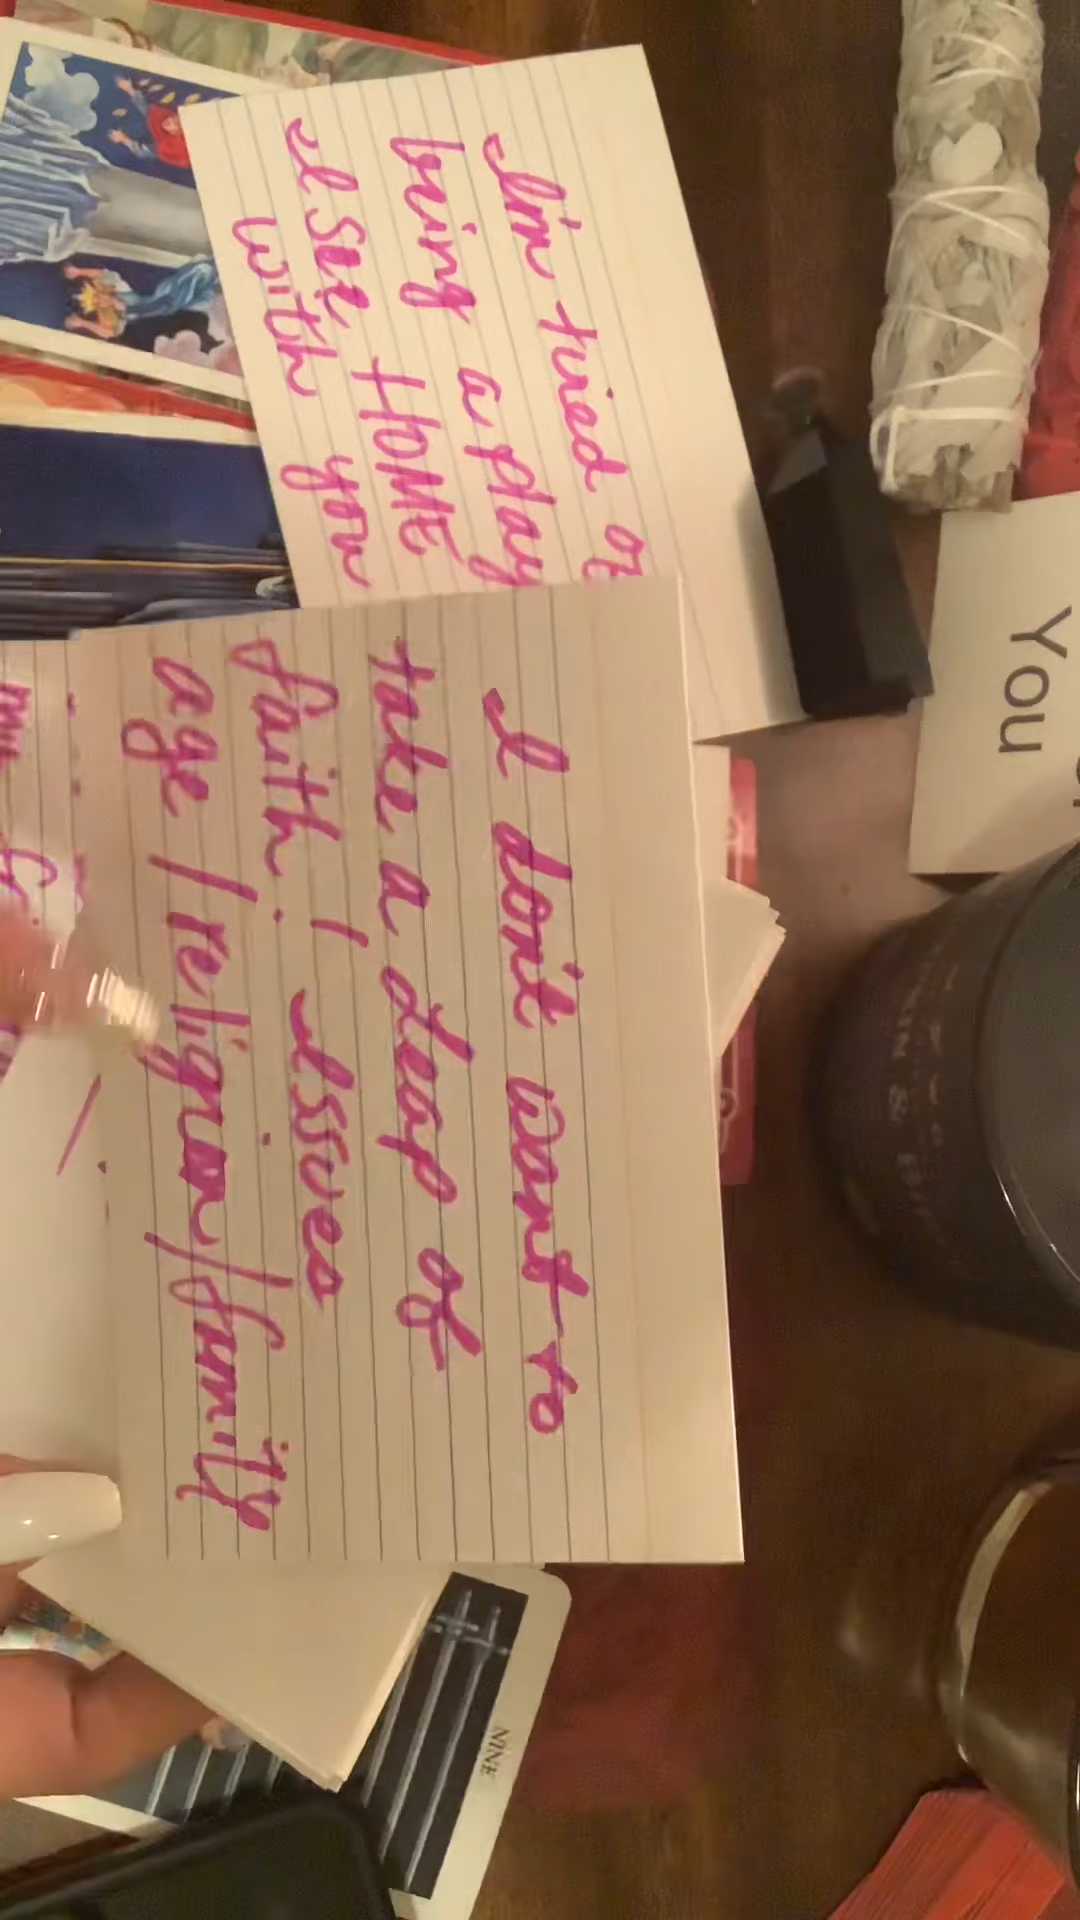 I'm tired of
being a play
I see HOME
with you
I don't want to
take a leap of
faith. / Issues
age / religion / family
You
NINE